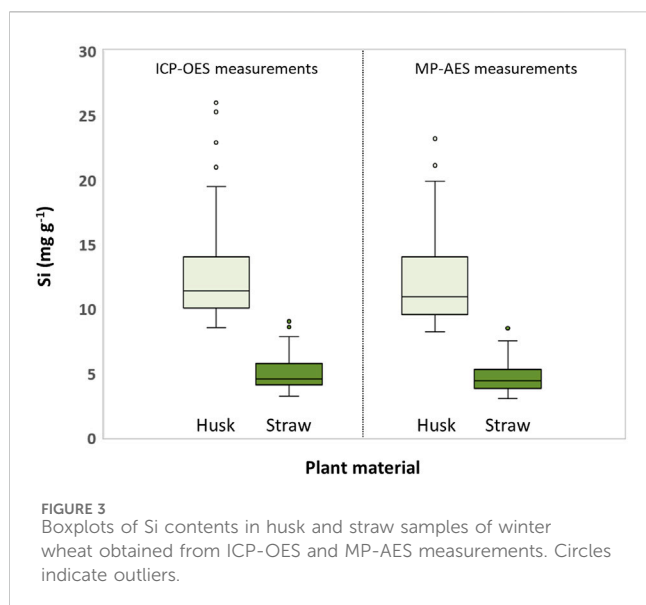 30
25
20
15
10
5
0
Si (mg g⁻¹)
ICP-OES measurements
MP-AES measurements
Husk Straw
Husk Straw
Plant material
FIGURE 3
Boxplots of Si contents in husk and straw samples of winter
wheat obtained from ICP-OES and MP-AES measurements. Circles
indicate outliers.